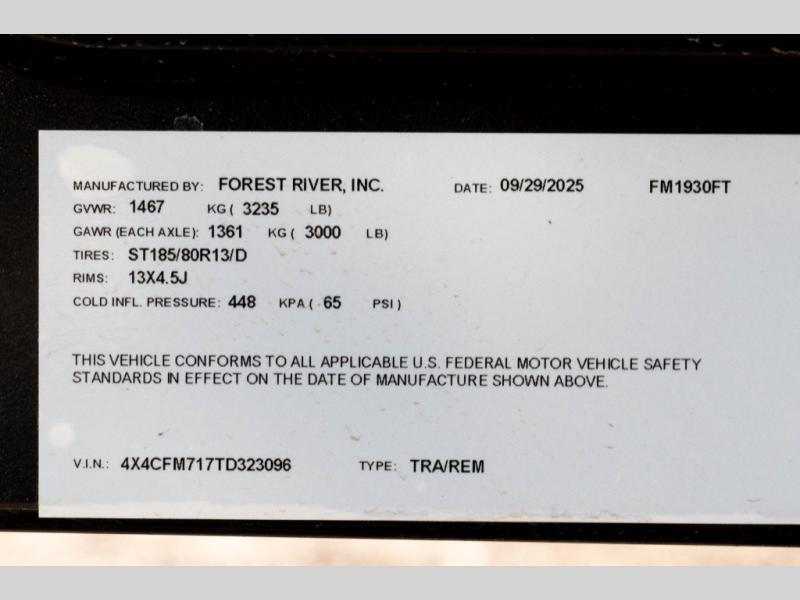 MANUFACTURED BY: FOREST RIVER, INC. DATE: 09/29/2025 FM1930FT
GVWR: 1467 KG ( 3235 LB)
GAWR (EACH AXLE): 1361 KG ( 3000 LB)
TIRES: ST185/80R13/D
RIMS: 13X4.5J
COLD INFL. PRESSURE: 448 KPA ( 65 PSI )
THIS VEHICLE CONFORMS TO ALL APPLICABLE U.S. FEDERAL MOTOR VEHICLE SAFETY
STANDARDS IN EFFECT ON THE DATE OF MANUFACTURE SHOWN ABOVE.
V.I.N.: 4X4CFM717TD323096 TYPE: TRA/REM